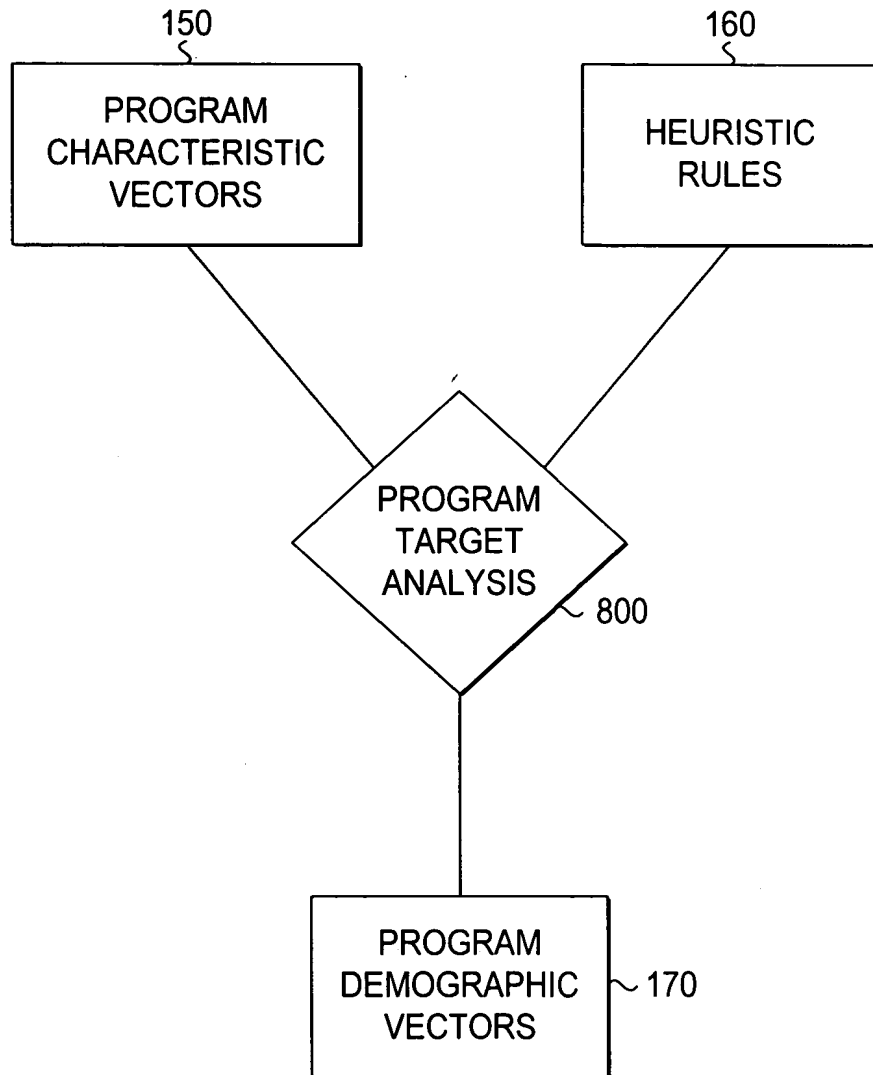 150
160
PROGRAM
CHARACTERISTIC
VECTORS
HEURISTIC
RULES
PROGRAM
TARGET
ANALYSIS
800
PROGRAM
DEMOGRAPHIC
VECTORS
170